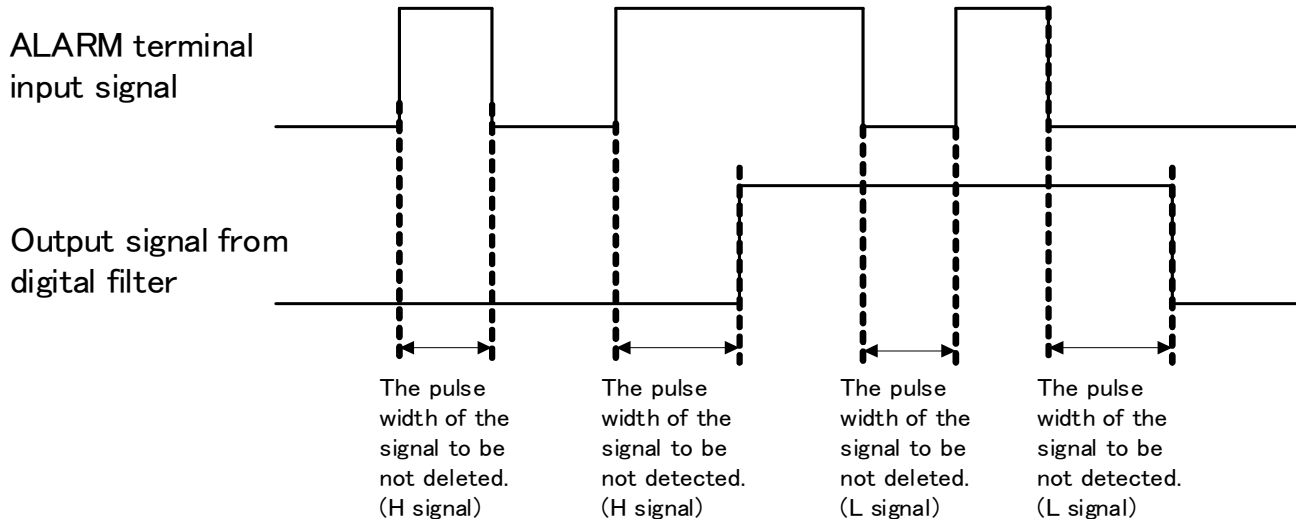 ALARM terminal
input signal
Output signal from
digital filter
The pulse
width of the
signal to be
not deleted.
(H signal)
The pulse
width of the
signal to be
not detected.
(H signal)
The pulse
width of the
signal to be
not deleted.
(L signal)
The pulse
width of the
signal to be
not detected.
(L signal)